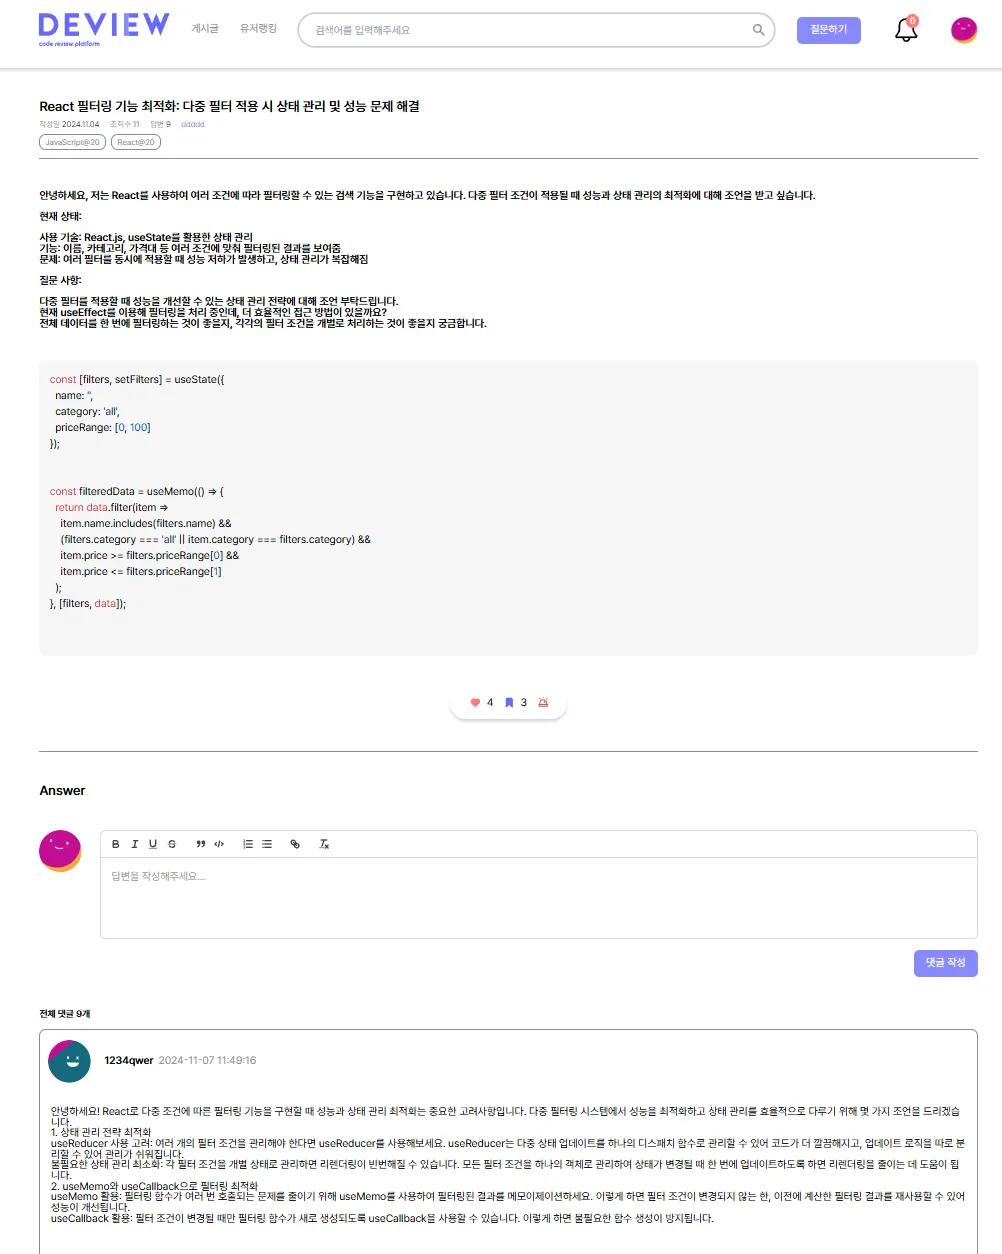 DEVIEW
code review platform
게시글 유저랭킹
검색어를 입력해주세요
질문하기
0
React 필터링 기능 최적화: 다중 필터 적용 시 상태 관리 및 성능 문제 해결
작성일 2024.11.04 조회수 11 답변 9 ddddd
JavaScript@20 React@20
안녕하세요, 저는 React를 사용하여 여러 조건에 따라 필터링할 수 있는 검색 기능을 구현하고 있습니다. 다중 필터 조건이 적용될 때 성능과 상태 관리의 최적화에 대해 조언을 받고 싶습니다.
현재 상태:
사용 기술: React.js, useState를 활용한 상태 관리
기능: 이름, 카테고리, 가격대 등 여러 조건에 맞춰 필터링된 결과를 보여줌
문제: 여러 필터를 동시에 적용할 때 성능 저하가 발생하고, 상태 관리가 복잡해짐
질문 사항:
다중 필터를 적용할 때 성능을 개선할 수 있는 상태 관리 전략에 대해 조언 부탁드립니다.
현재 useEffect를 이용해 필터링을 처리 중인데, 더 효율적인 접근 방법이 있을까요?
전체 데이터를 한 번에 필터링하는 것이 좋을지, 각각의 필터 조건을 개별로 처리하는 것이 좋을지 궁금합니다.
const [filters, setFilters] = useState({
name: '',
category: 'all',
priceRange: [0, 100]
});
const filteredData = useMemo(() => {
return data.filter(item =>
item.name.includes(filters.name) &&
(filters.category === 'all' || item.category === filters.category) &&
item.price >= filters.priceRange[0] &&
item.price <= filters.priceRange[1]
);
}, [filters, data]);
4 3
Answer
답변을 작성해주세요...
댓글 작성
전체 댓글 9개
1234qwer 2024-11-07 11:49:16
안녕하세요! React로 다중 조건에 따른 필터링 기능을 구현할 때 성능과 상태 관리 최적화는 중요한 고려사항입니다. 다중 필터링 시스템에서 성능을 최적화하고 상태 관리를 효율적으로 다루기 위해 몇 가지 조언을 드리겠습
니다.
1. 상태 관리 전략 최적화
useReducer 사용 고려: 여러 개의 필터 조건을 관리해야 한다면 useReducer를 사용해보세요. useReducer는 다중 상태 업데이트를 하나의 디스패치 함수로 관리할 수 있어 코드가 더 깔끔해지고, 업데이트 로직을 따로 분
리할 수 있어 관리가 쉬워집니다.
불필요한 상태 관리 최소화: 각 필터 조건을 개별 상태로 관리하면 리렌더링이 빈번해질 수 있습니다. 모든 필터 조건을 하나의 객체로 관리하여 상태가 변경될 때 한 번에 업데이트하도록 하면 리렌더링을 줄이는 데 도움이 됩
니다.
2. useMemo와 useCallback으로 필터링 최적화
useMemo 활용: 필터링 함수가 여러 번 호출되는 문제를 줄이기 위해 useMemo를 사용하여 필터링된 결과를 메모이제이션하세요. 이렇게 하면 필터 조건이 변경되지 않는 한, 이전에 계산한 필터링 결과를 재사용할 수 있어
성능이 개선됩니다.
useCallback 활용: 필터 조건이 변경될 때만 필터링 함수가 새로 생성되도록 useCallback을 사용할 수 있습니다. 이렇게 하면 불필요한 함수 생성이 방지됩니다.